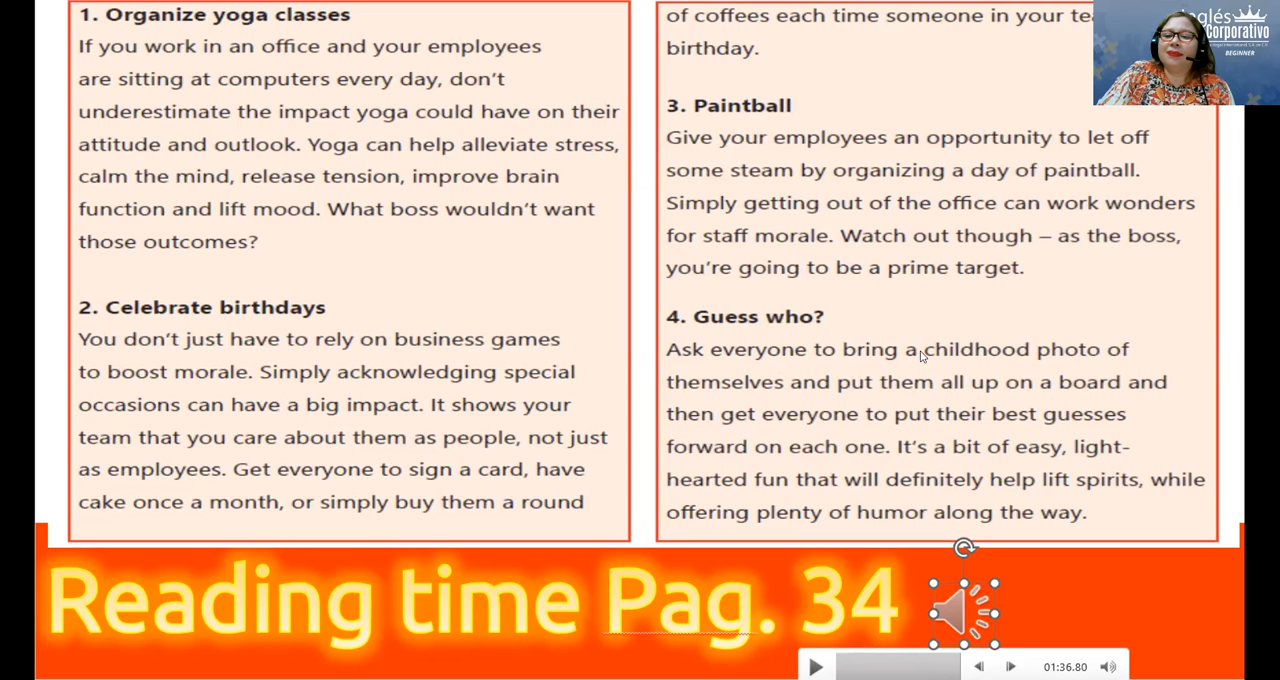 1. Organize yoga classes
If you work in an office and your employees
are sitting at computers every day, don't
underestimate the impact yoga could have on their
attitude and outlook. Yoga can help alleviate stress,
calm the mind, release tension, improve brain
function and lift mood. What boss wouldn't want
those outcomes?
2. Celebrate birthdays
You don't just have to rely on business games
to boost morale. Simply acknowledging special
occasions can have a big impact. It shows your
team that you care about them as people, not just
as employees. Get everyone to sign a card, have
cake once a month, or simply buy them a round
of coffees each time someone in your
birthday.
3. Paintball
Give your employees an opportunity to let off
some steam by organizing a day of paintball.
Simply getting out of the office can work wonders
for staff morale. Watch out though – as the boss,
you're going to be a prime target.
4. Guess who?
Ask everyone to bring a childhood photo of
themselves and put them all up on a board and
then get everyone to put their best guesses
forward on each one. It's a bit of easy, light-
hearted fun that will definitely help lift spirits, while
offering plenty of humor along the way.
inglés
Corporativo
BEGINNER
Reading time Pag. 34
01:36.80